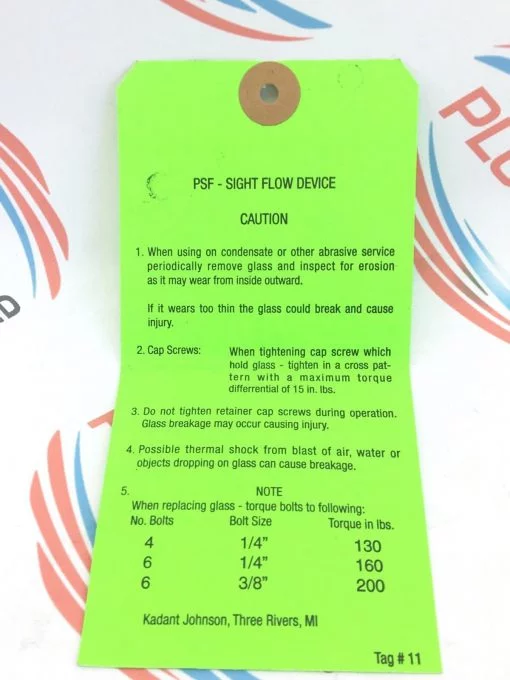 PSF - SIGHT FLOW DEVICE
CAUTION
1. When using on condensate or other abrasive service
periodically remove glass and inspect for erosion
as it may wear from inside outward.
If it wears too thin the glass could break and cause
injury.
2. Cap Screws: When tightening cap screw which
hold glass - tighten in a cross pat-
tern with a maximum torque
differrential of 15 in. lbs.
3. Do not tighten retainer cap screws during operation.
Glass breakage may occur causing injury.
4. Possible thermal shock from blast of air, water or
objects dropping on glass can cause breakage.
5. NOTE
When replacing glass - torque bolts to following:
No. Bolts Bolt Size Torque in lbs.
4 1/4” 130
6 1/4” 160
6 3/8” 200
Kadant Johnson, Three Rivers, MI
Tag # 11